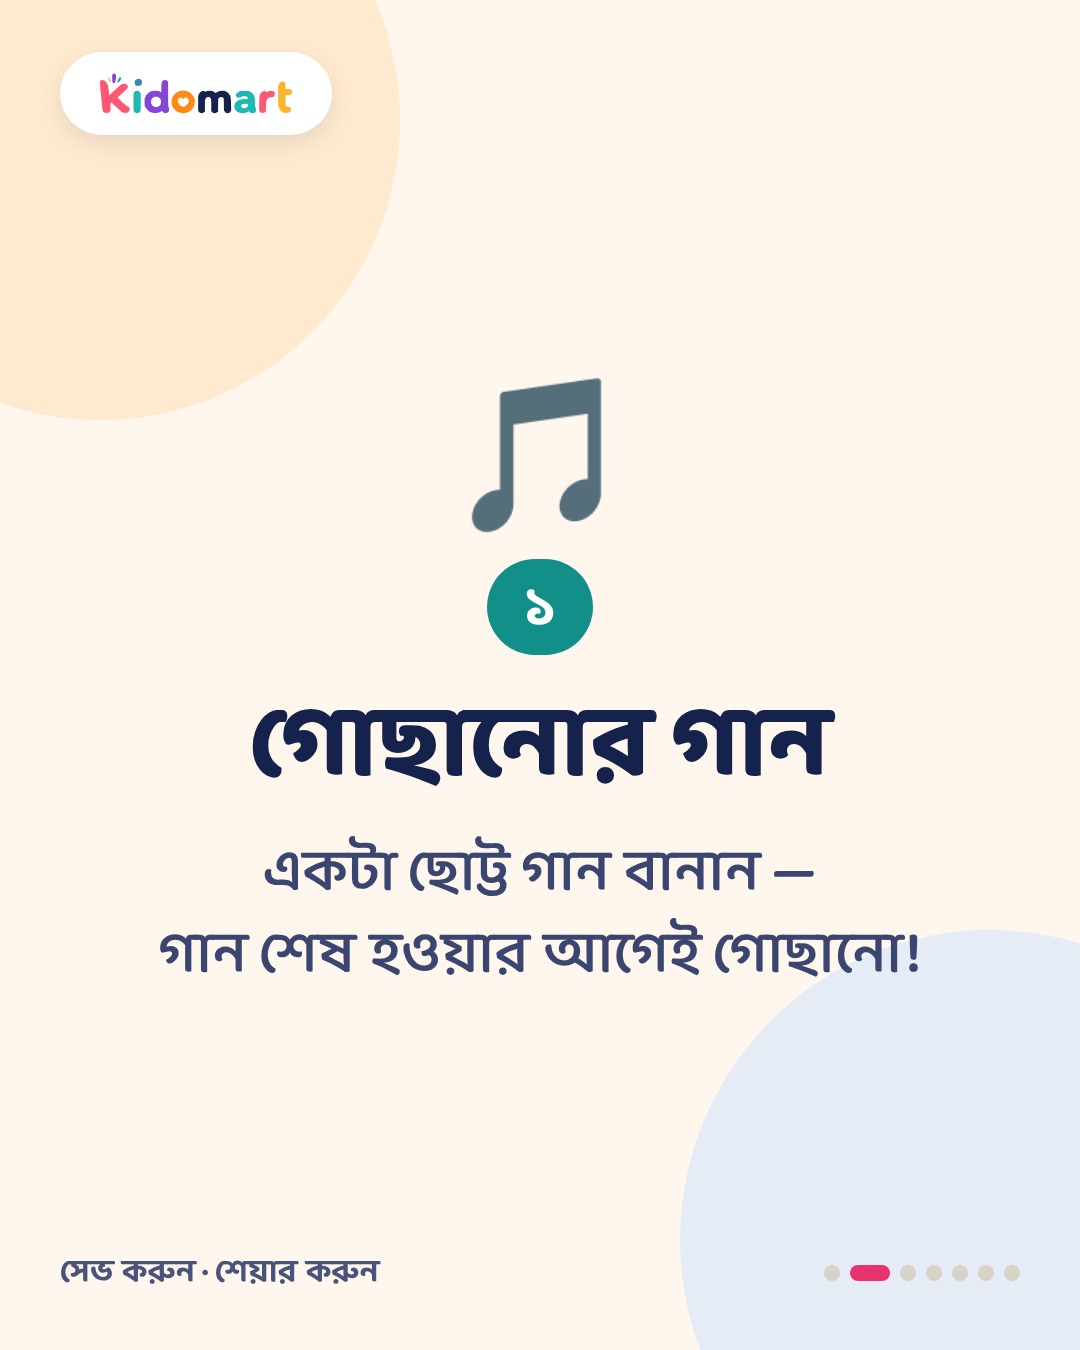 Kidomart
১
গোছানোর গান
একটা ছোট্ট গান বানান —
গান শেষ হওয়ার আগেই গোছানো!
সেভ করুন · শেয়ার করুন